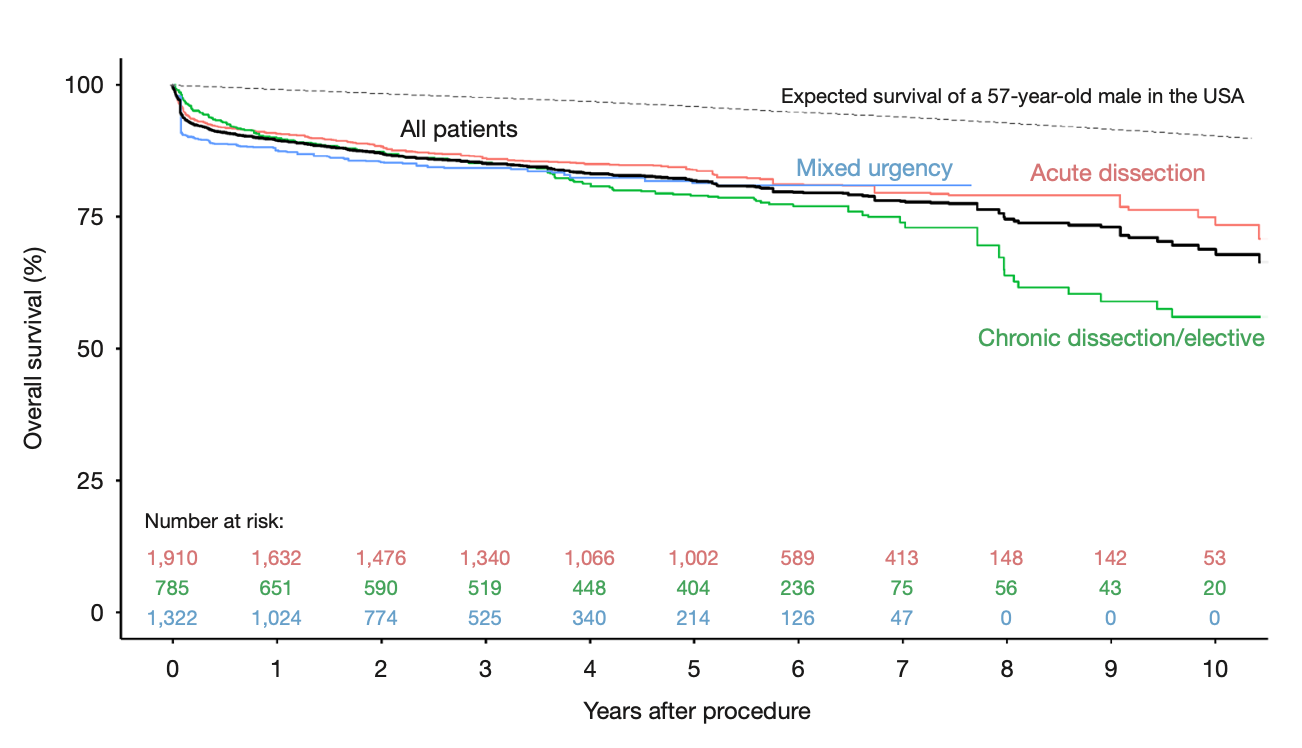 100
75
50
25
0
Overall survival (%)
Expected survival of a 57-year-old male in the USA
All patients
Mixed urgency
Acute dissection
Chronic dissection/elective
Number at risk:
1,910 1,632 1,476 1,340 1,066 1,002 589 413 148 142 53
785 651 590 519 448 404 236 75 56 43 20
1,322 1,024 774 525 340 214 126 47 0 0 0
0 1 2 3 4 5 6 7 8 9 10
Years after procedure